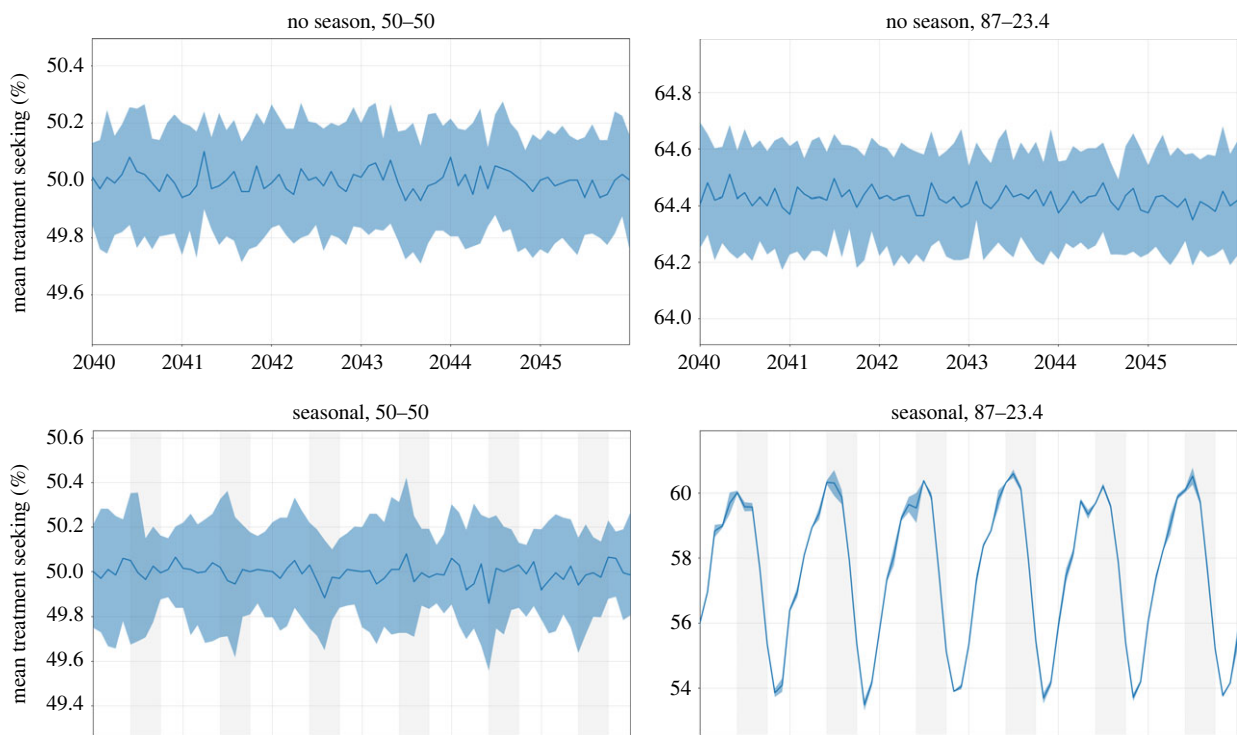 no season, 50–50
no season, 87–23.4
mean treatment seeking (%)
50.4
50.2
50.0
49.8
49.6
64.8
64.6
64.4
64.2
64.0
2040 2041 2042 2043 2044 2045
2040 2041 2042 2043 2044 2045
seasonal, 50–50
seasonal, 87–23.4
mean treatment seeking (%)
50.6
50.4
50.2
50.0
49.8
49.6
49.4
60
58
56
54